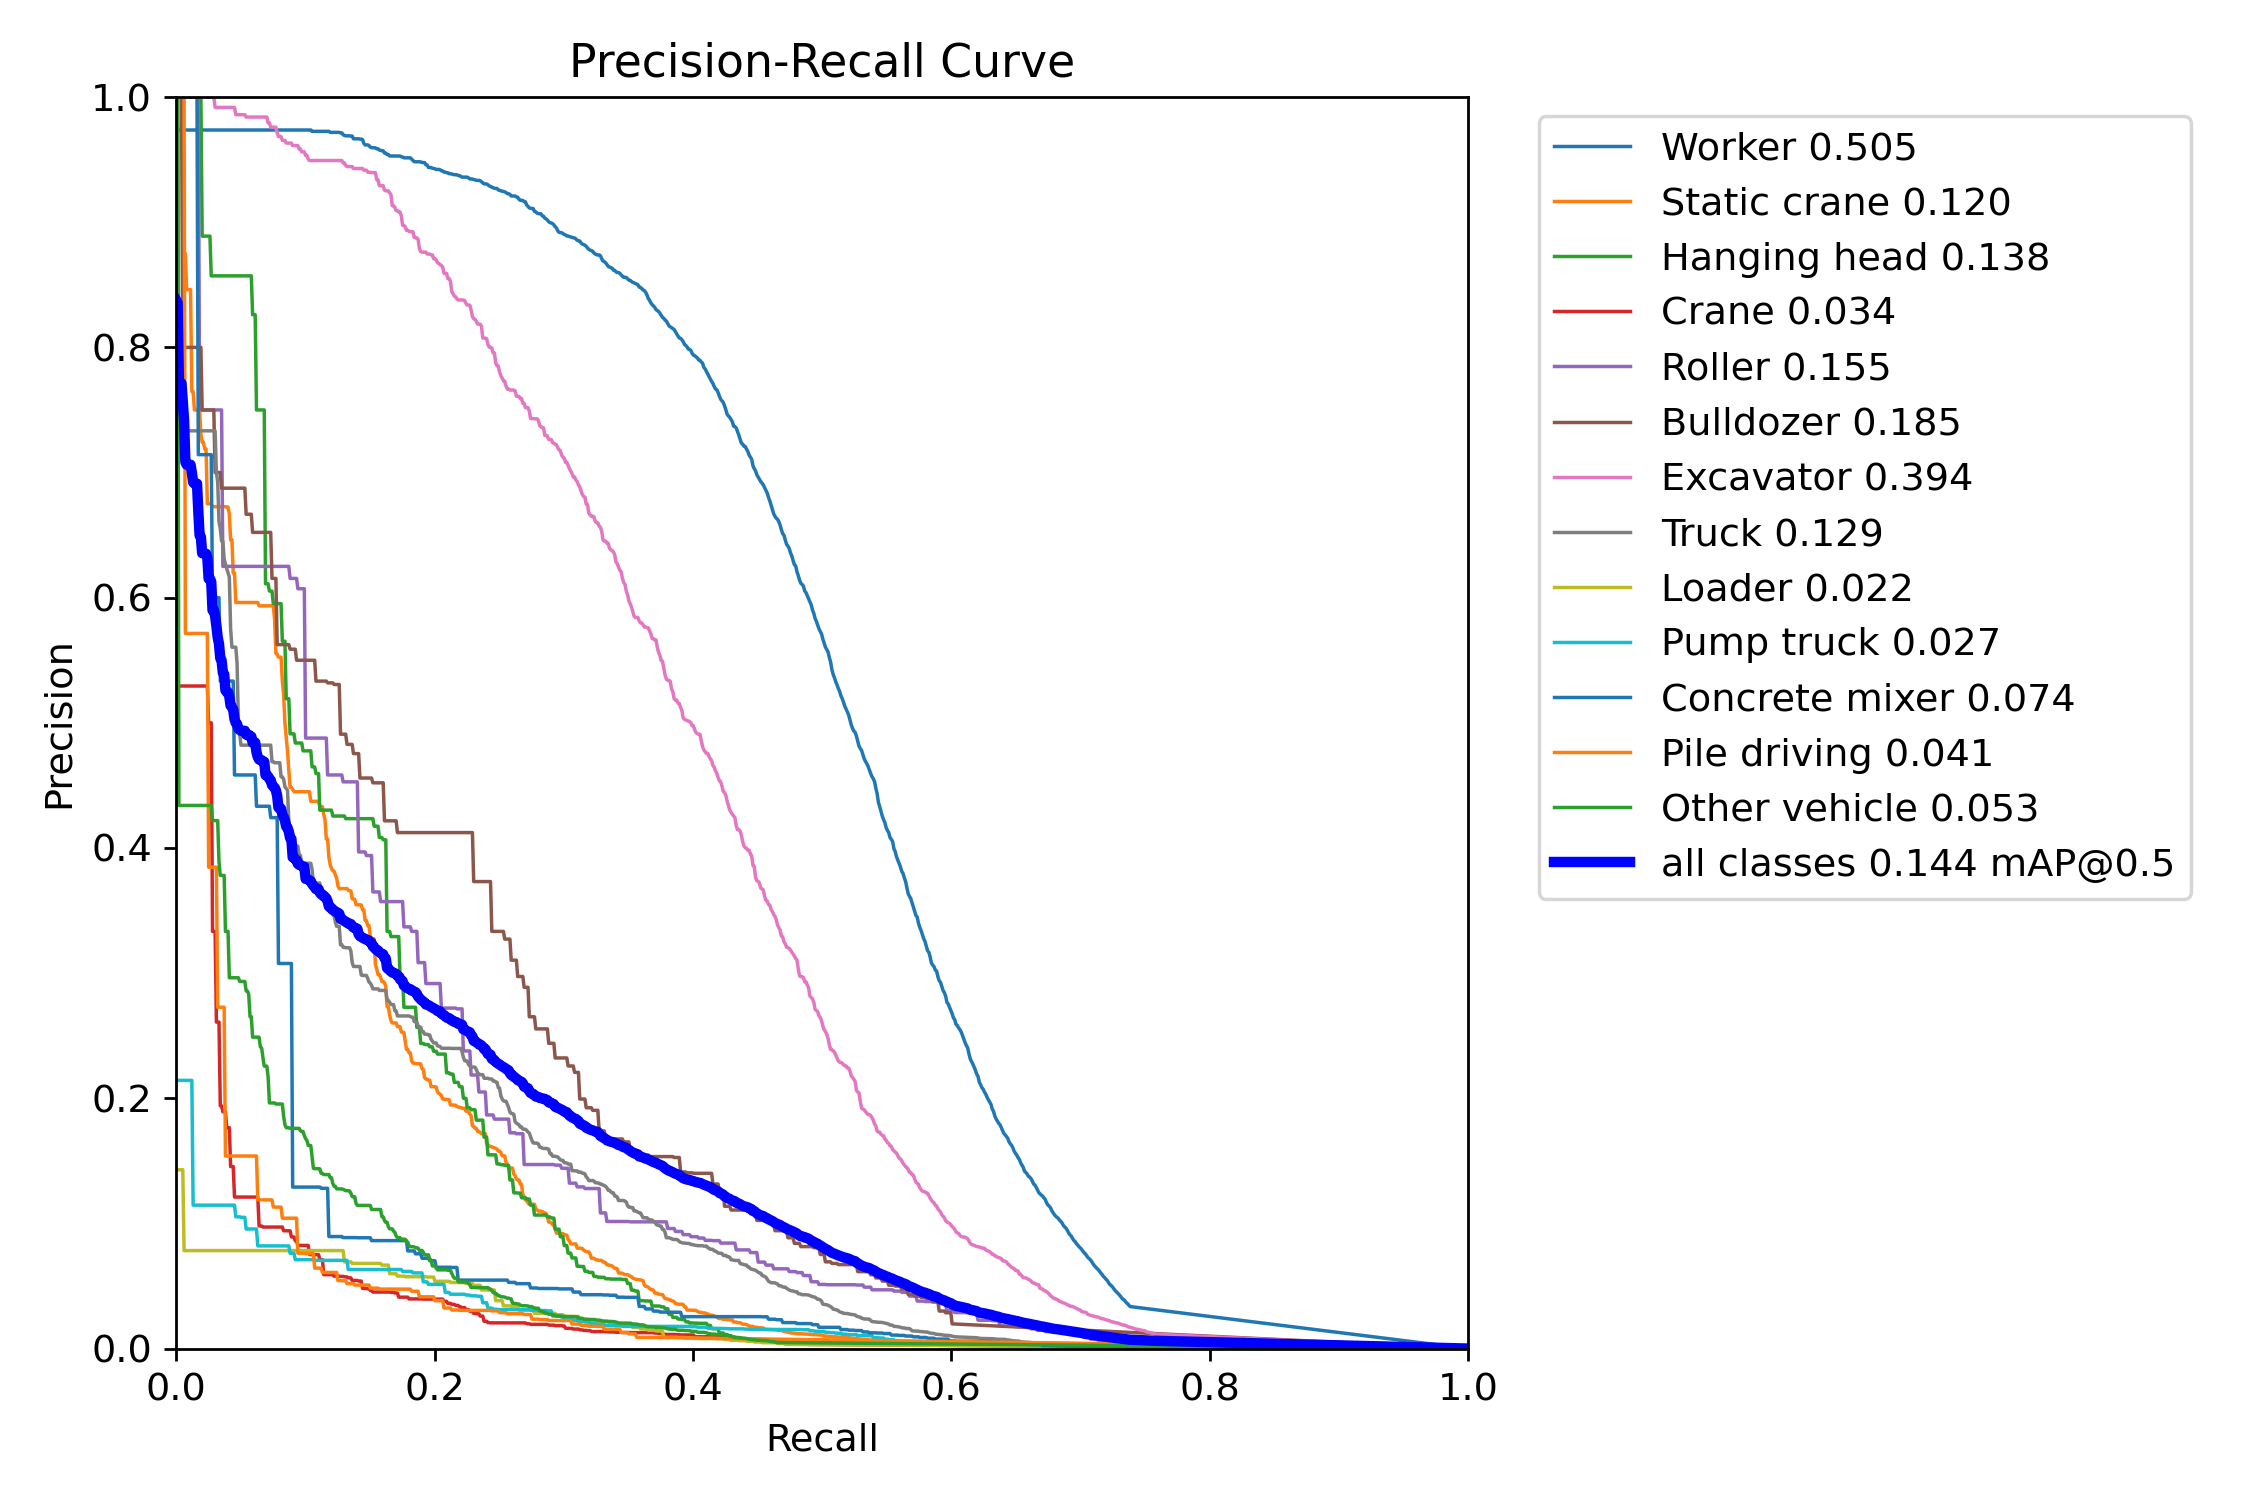 Precision-Recall Curve
1.0
0.8
0.6
0.4
0.2
0.0
Precision
0.0 0.2 0.4 0.6 0.8 1.0
Recall
Worker 0.505
Static crane 0.120
Hanging head 0.138
Crane 0.034
Roller 0.155
Bulldozer 0.185
Excavator 0.394
Truck 0.129
Loader 0.022
Pump truck 0.027
Concrete mixer 0.074
Pile driving 0.041
Other vehicle 0.053
all classes 0.144 mAP@0.5